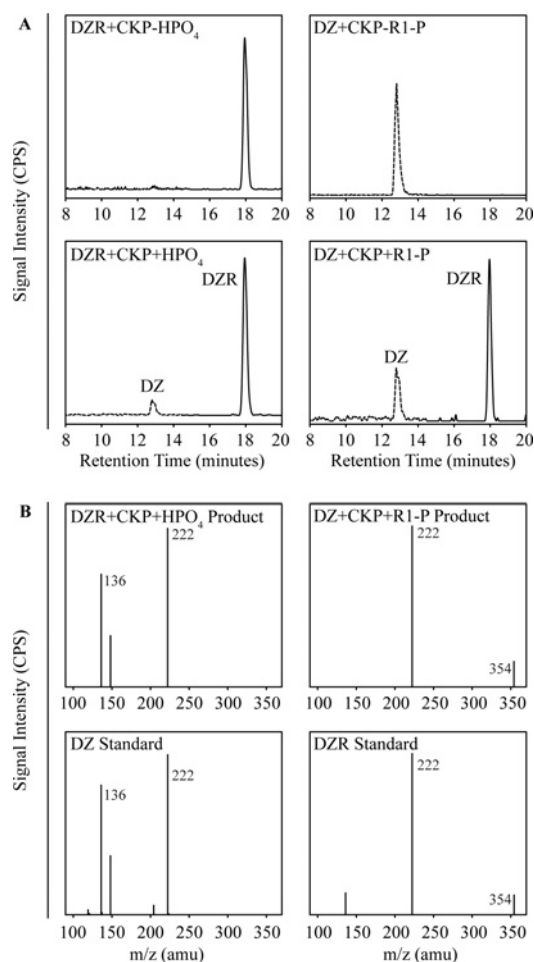 A
DZR+CKP-HPO₄
DZ+CKP-R1-P
Signal Intensity (CPS)
8 10 12 14 16 18 20
8 10 12 14 16 18 20
DZR+CKP+HPO₄
DZR
DZ
DZ+CKP+R1-P
DZR
DZ
8 10 12 14 16 18 20
Retention Time (minutes)
8 10 12 14 16 18 20
Retention Time (minutes)
B
DZR+CKP+HPO₄ Product
222
136
DZ+CKP+R1-P Product
222
354
Signal Intensity (CPS)
100 150 200 250 300 350
100 150 200 250 300 350
DZ Standard
222
136
DZR Standard
222
354
100 150 200 250 300 350
m/z (amu)
100 150 200 250 300 350
m/z (amu)